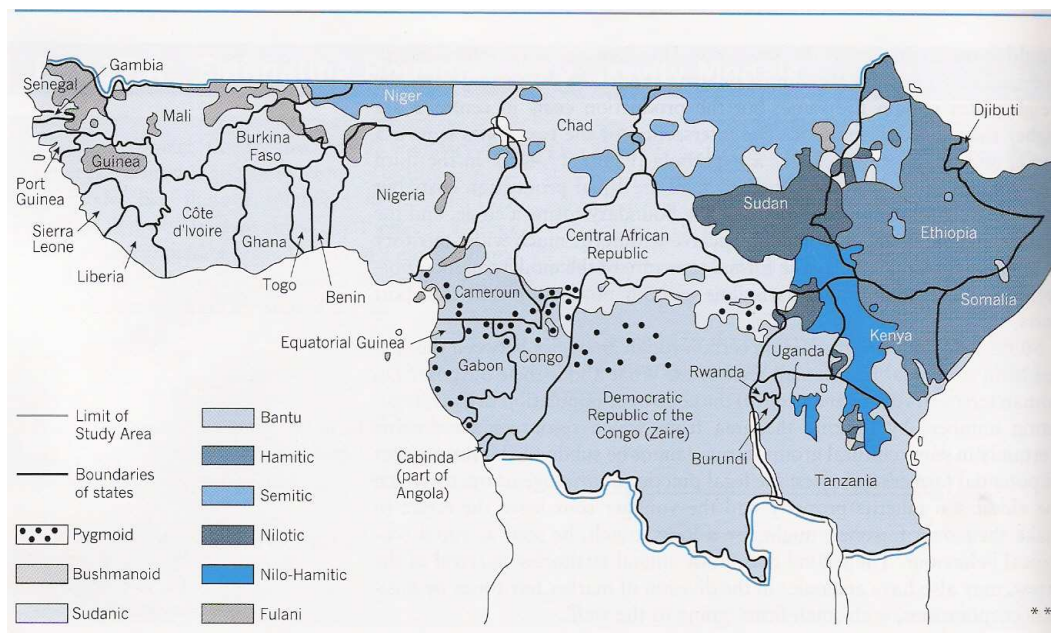 Gambia
Senegal
Mali
Niger
Chad
Djibuti
Burkina
Faso
Guinea
Port
Guinea
Nigeria
Sudan
Côte
d'Ivoire
Sierra
Leone
Ghana
Central African
Republic
Ethiopia
Liberia
Togo
Benin
Cameroun
Somalia
Equatorial Guinea
Kenya
Uganda
Gabon
Congo
Rwanda
Democratic
Republic of the
Congo (Zaire)
Burundi
Cabinda
(part of
Angola)
Tanzania
Limit of
Study Area
Boundaries
of states
Pygmoid
Bushmanoid
Sudanic
Bantu
Hamitic
Semitic
Nilotic
Nilo-Hamitic
Fulani
**